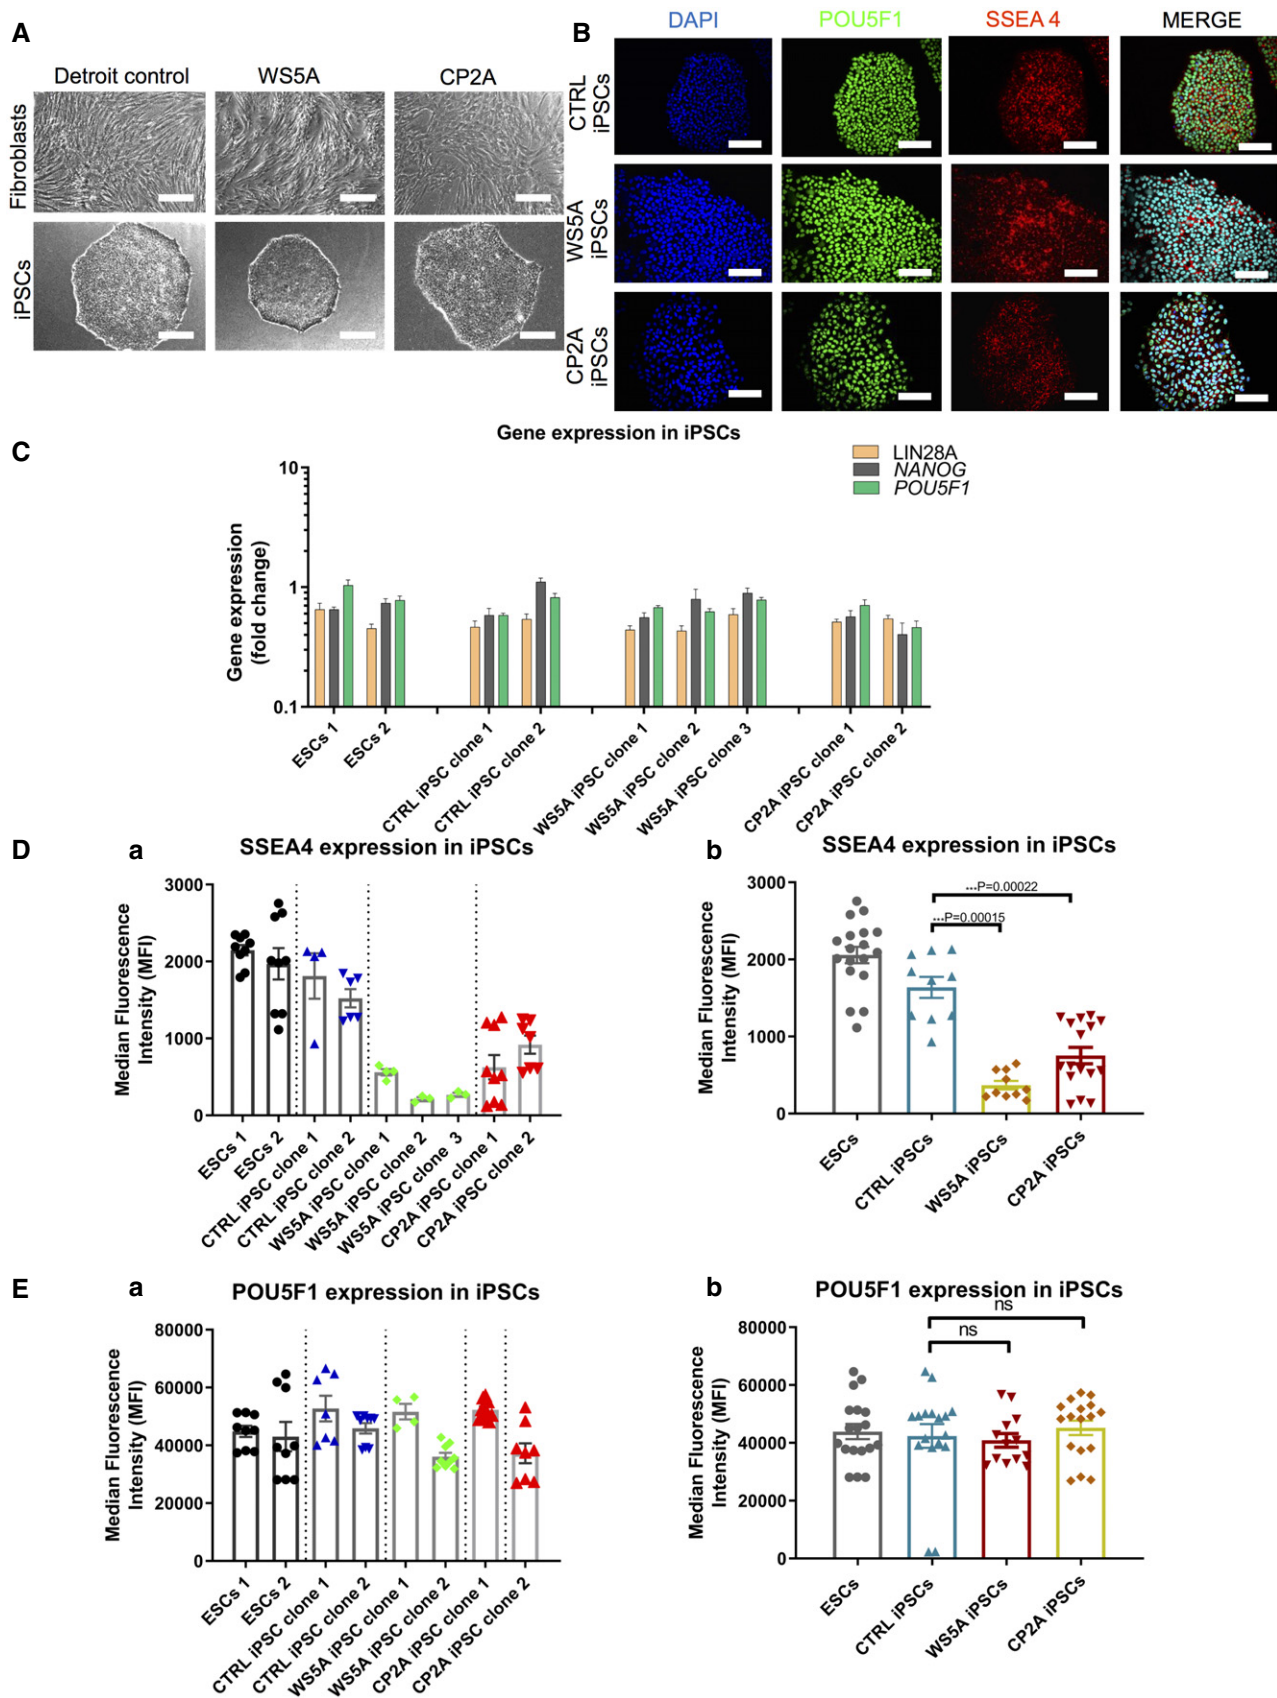 A
Detroit control
WS5A
CP2A
Fibroblasts
iPSCs
B
DAPI
POU5F1
SSEA 4
MERGE
CTRL
iPSCs
WS5A
iPSCs
CP2A
iPSCs
C
Gene expression in iPSCs
LIN28A
NANOG
POU5F1
Gene expression
(fold change)
10
1
0.1
ESCs 1
ESCs 2
CTRL iPSC clone 1
CTRL iPSC clone 2
WS5A iPSC clone 1
WS5A iPSC clone 2
WS5A iPSC clone 3
CP2A iPSC clone 1
CP2A iPSC clone 2
D
a
SSEA4 expression in iPSCs
Median Fluorescence
Intensity (MFI)
3000
2000
1000
0
ESCs 1
ESCs 2
CTRL iPSC clone 1
CTRL iPSC clone 2
WS5A iPSC clone 1
WS5A iPSC clone 2
WS5A iPSC clone 3
CP2A iPSC clone 1
CP2A iPSC clone 2
b
SSEA4 expression in iPSCs
Median Fluorescence
Intensity (MFI)
3000
2000
1000
0
***P=0.00022
***P=0.00015
ESCs
CTRL iPSCs
WS5A iPSCs
CP2A iPSCs
E
a
POU5F1 expression in iPSCs
Median Fluorescence
Intensity (MFI)
80000
60000
40000
20000
0
ESCs 1
ESCs 2
CTRL iPSC clone 1
CTRL iPSC clone 2
WS5A iPSC clone 1
WS5A iPSC clone 2
CP2A iPSC clone 1
CP2A iPSC clone 2
b
POU5F1 expression in iPSCs
Median Fluorescence
Intensity (MFI)
80000
60000
40000
20000
0
ns
ns
ESCs
CTRL iPSCs
WS5A iPSCs
CP2A iPSCs